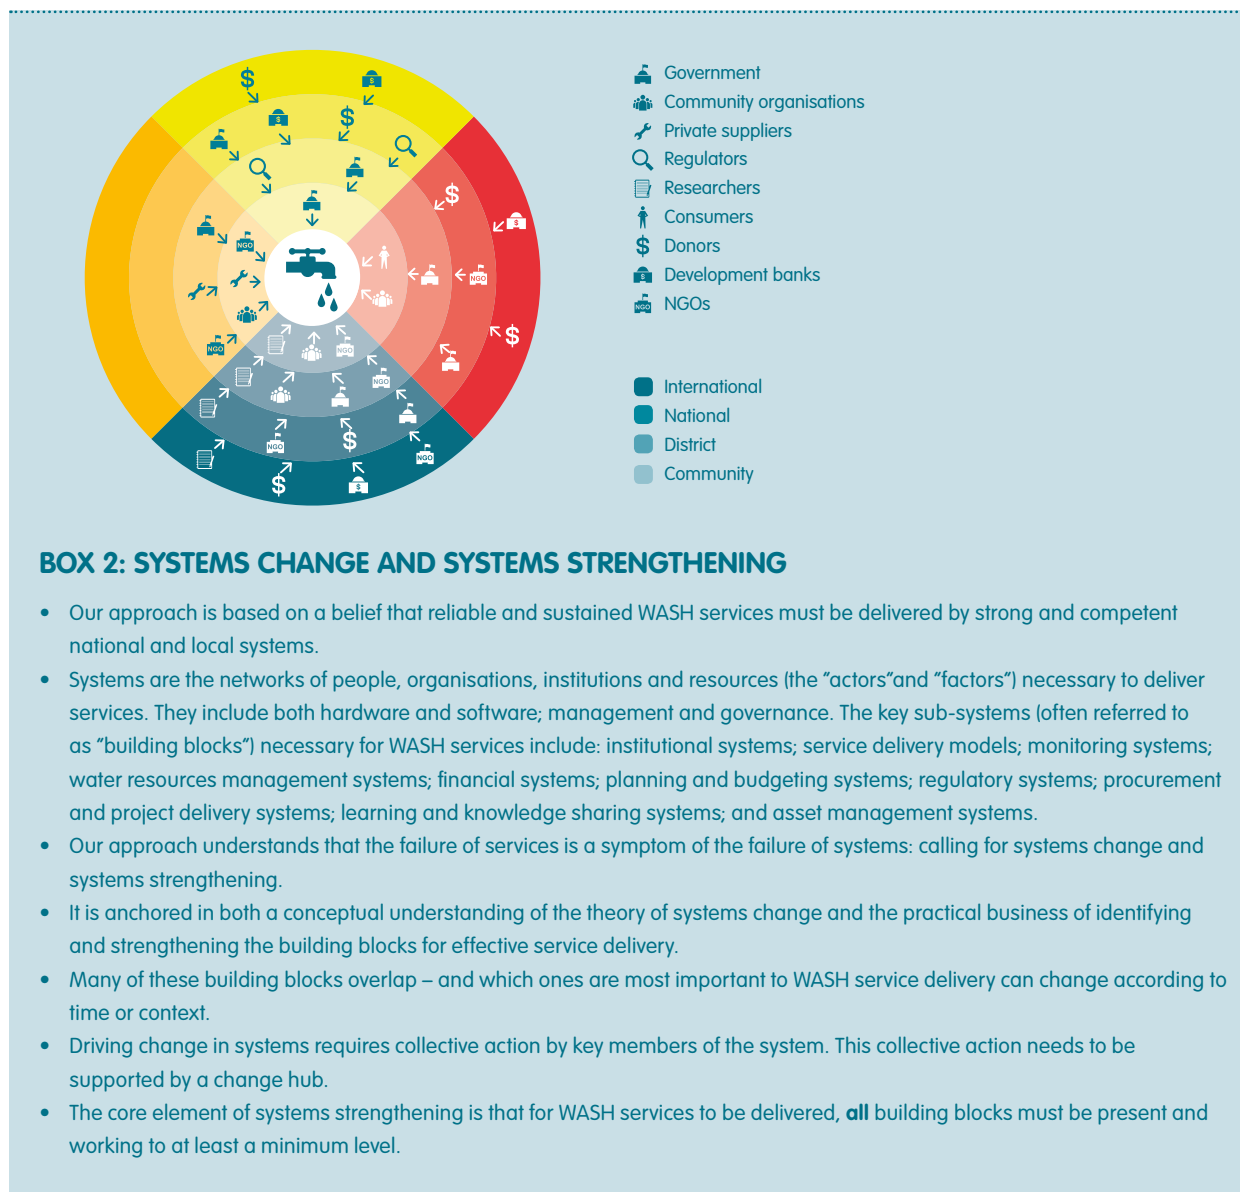 Government
Community organisations
Private suppliers
Regulators
Researchers
Consumers
Donors
Development banks
NGOs
International
National
District
Community
$
$
$
$
$
$
NGO
$
$
NGO
NGO
$
NGO
NGO
NGO
$
NGO
$
$
BOX 2: SYSTEMS CHANGE AND SYSTEMS STRENGTHENING
• Our approach is based on a belief that reliable and sustained WASH services must be delivered by strong and competent
national and local systems.
• Systems are the networks of people, organisations, institutions and resources (the “actors”and “factors”) necessary to deliver
services. They include both hardware and software; management and governance. The key sub-systems (often referred to
as “building blocks”) necessary for WASH services include: institutional systems; service delivery models; monitoring systems;
water resources management systems; financial systems; planning and budgeting systems; regulatory systems; procurement
and project delivery systems; learning and knowledge sharing systems; and asset management systems.
• Our approach understands that the failure of services is a symptom of the failure of systems: calling for systems change and
systems strengthening.
• It is anchored in both a conceptual understanding of the theory of systems change and the practical business of identifying
and strengthening the building blocks for effective service delivery.
• Many of these building blocks overlap – and which ones are most important to WASH service delivery can change according to
time or context.
• Driving change in systems requires collective action by key members of the system. This collective action needs to be
supported by a change hub.
• The core element of systems strengthening is that for WASH services to be delivered, all building blocks must be present and
working to at least a minimum level.